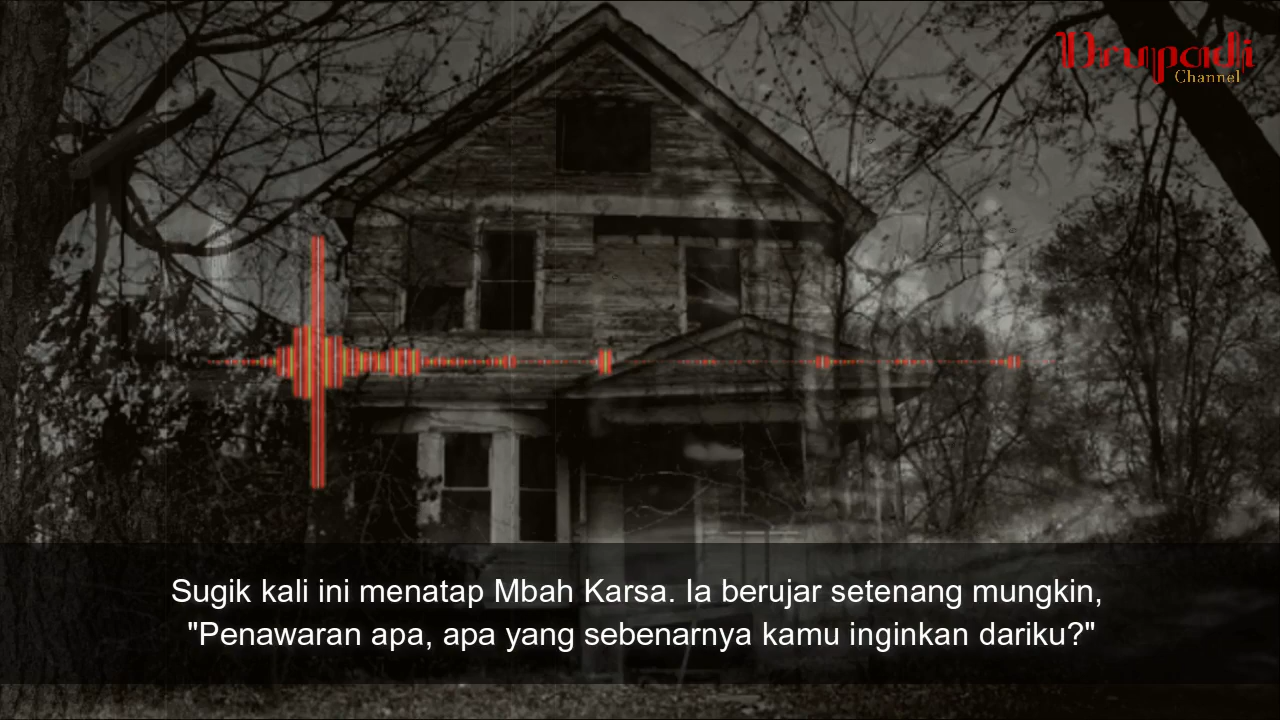 Drupadi
Channel
Sugik kali ini menatap Mbah Karsa. Ia berujar setenang mungkin,
"Penawaran apa, apa yang sebenarnya kamu inginkan dariku?"